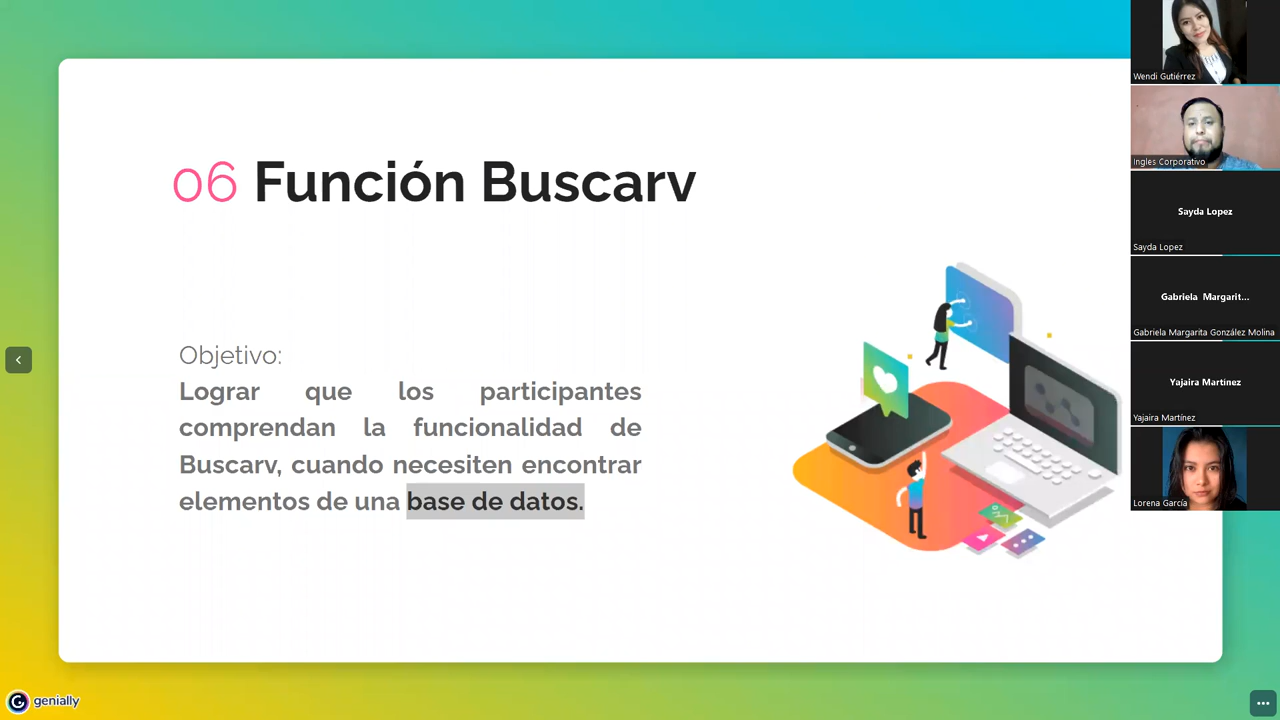 06 Función Buscarv
Objetivo:
Lograr que los participantes
comprendan la funcionalidad de
Buscarv, cuando necesiten encontrar
elementos de una base de datos.
Wendi Gutiérrez
Ingles Corporativo
Sayda Lopez
Sayda Lopez
Gabriela Margarit...
Gabriela Margarita González Molina
Yajaira Martinez
Yajaira Martínez
Lorena García
genially